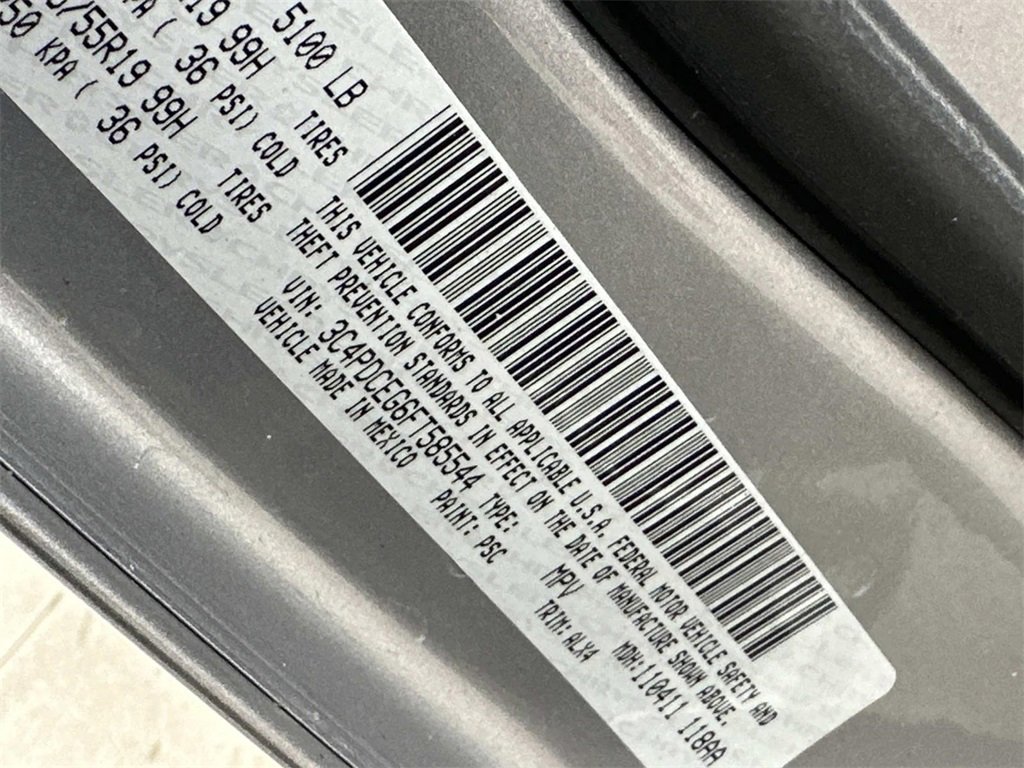 5100 LB
R19 99H TIRES
PA ( 36 PSI) COLD
/55R19 99H TIRES
50 KPA ( 36 PSI) COLD
THIS VEHICLE CONFORMS TO ALL APPLICABLE U.S.A. FEDERAL MOTOR VEHICLE SAFETY AND
THEFT PREVENTION STANDARDS IN EFFECT ON THE DATE OF MANUFACTURE SHOWN ABOVE.
VIN: 3C4PDCEG6FT585544 TYPE: MPV MDH:110411 118AA
VEHICLE MADE IN MEXICO PAINT: PSC TRIM: ALX4